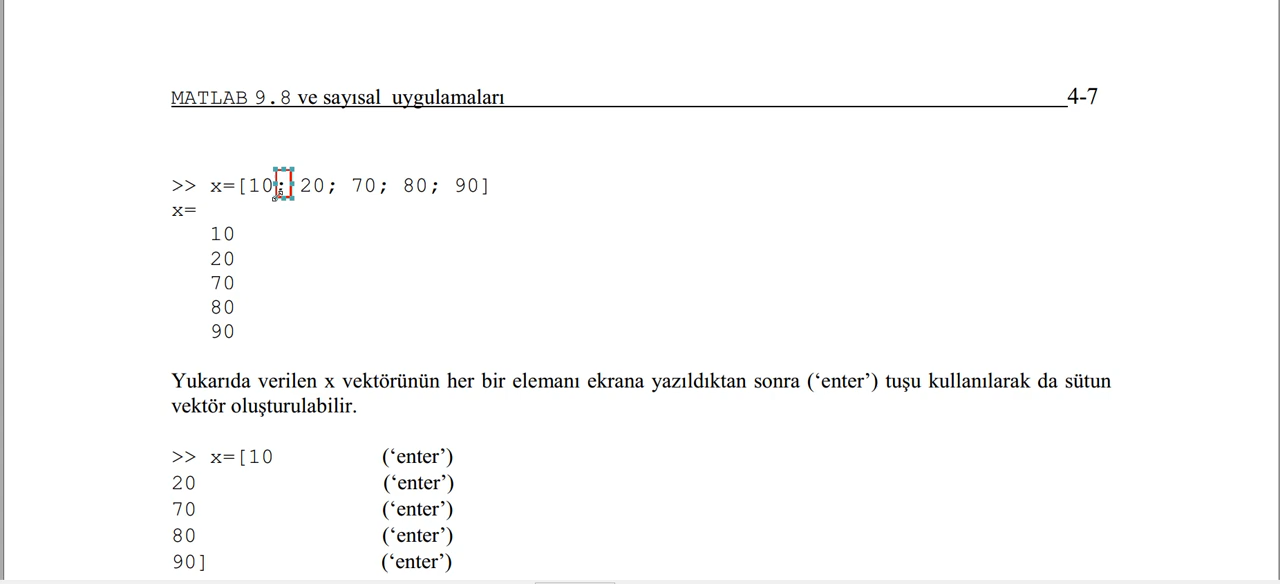 MATLAB 9.8 ve sayısal uygulamaları 4-7
>> x=[10; 20; 70; 80; 90]
x=
10
20
70
80
90
Yukarıda verilen x vektörünün her bir elemanı ekrana yazıldıktan sonra (‘enter’) tuşu kullanılarak da sütun
vektör oluşturulabilir.
>> x=[10 (‘enter’)
20 (‘enter’)
70 (‘enter’)
80 (‘enter’)
90] (‘enter’)